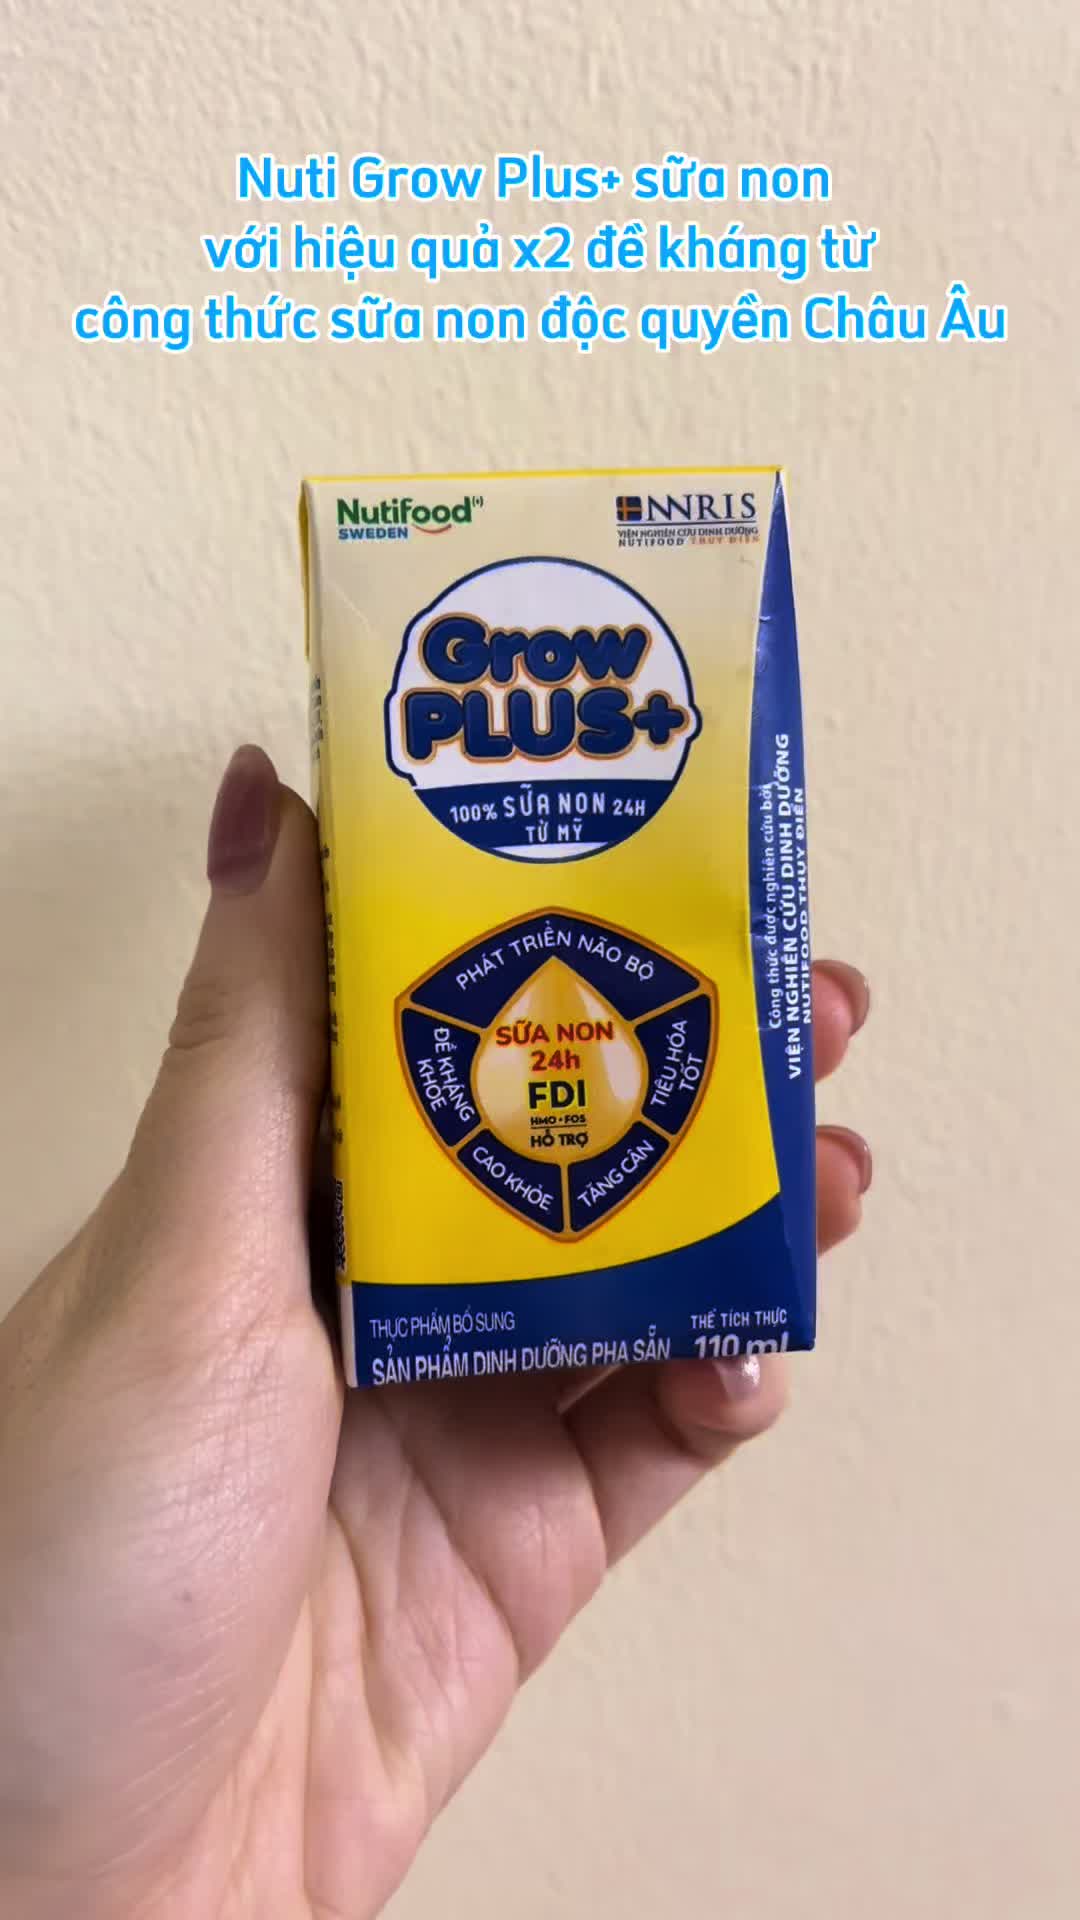 Nuti Grow Plus+ sữa non
với hiệu quả x2 đề kháng từ
công thức sữa non độc quyền Châu Âu
Nutifood
SWEDEN
NNRIS
VIỆN NGHIÊN CỨU DINH DƯỠNG
NUTIFOOD THỤY ĐIỂN
Grow
PLUS+
100% SỮA NON 24H
TỪ MỸ
PHÁT TRIỂN NÃO BỘ
ĐỀ KHÁNG
KHỎE
SỮA NON
24h
FDI
HMO • FOS
HỖ TRỢ
TIÊU HÓA
TỐT
CAO KHỎE
TĂNG CÂN
Công thức được nghiên cứu bởi
VIỆN NGHIÊN CỨU DINH DƯỠNG
NUTIFOOD THỤY ĐIỂN
THỰC PHẨM BỔ SUNG
SẢN PHẨM DINH DƯỠNG PHA SẴN
THỂ TÍCH THỰC
110 ml